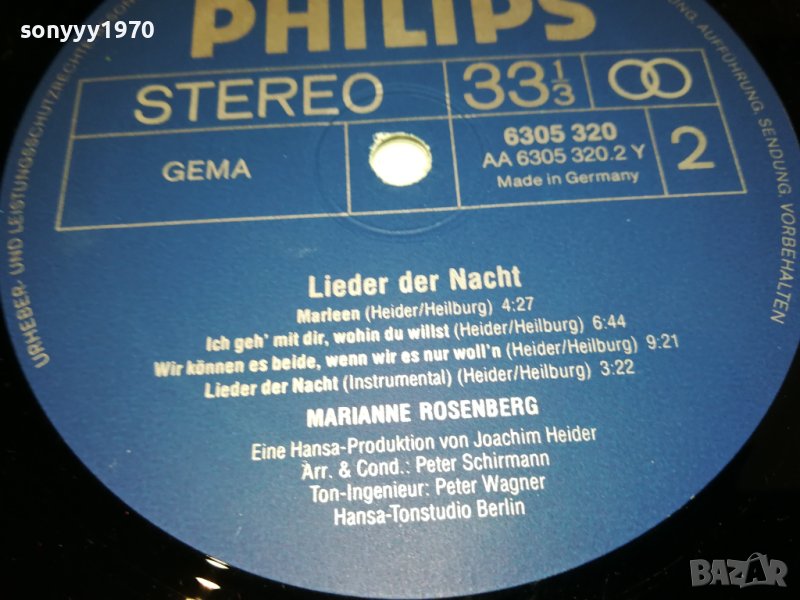 sonyyy1970
PHILIPS
STEREO
33 1/3
GEMA
6305 320
AA 6305 320.2 Y
Made in Germany
2
Lieder der Nacht
Marleen (Heider/Heilburg) 4:27
Ich geh' mit dir, wohin du willst (Heider/Heilburg) 6:44
Wir können es beide, wenn wir es nur woll'n (Heider/Heilburg) 9:21
Lieder der Nacht (Instrumental) (Heider/Heilburg) 3:22
MARIANNE ROSENBERG
Eine Hansa-Produktion von Joachim Heider
Arr. & Cond.: Peter Schirmann
Ton-Ingenieur: Peter Wagner
Hansa-Tonstudio Berlin
URHEBER- UND LEISTUNGSSCHUTZRECHTE
AUFFÜHRUNG, SENDUNG VORBEHALTEN
BAZAR